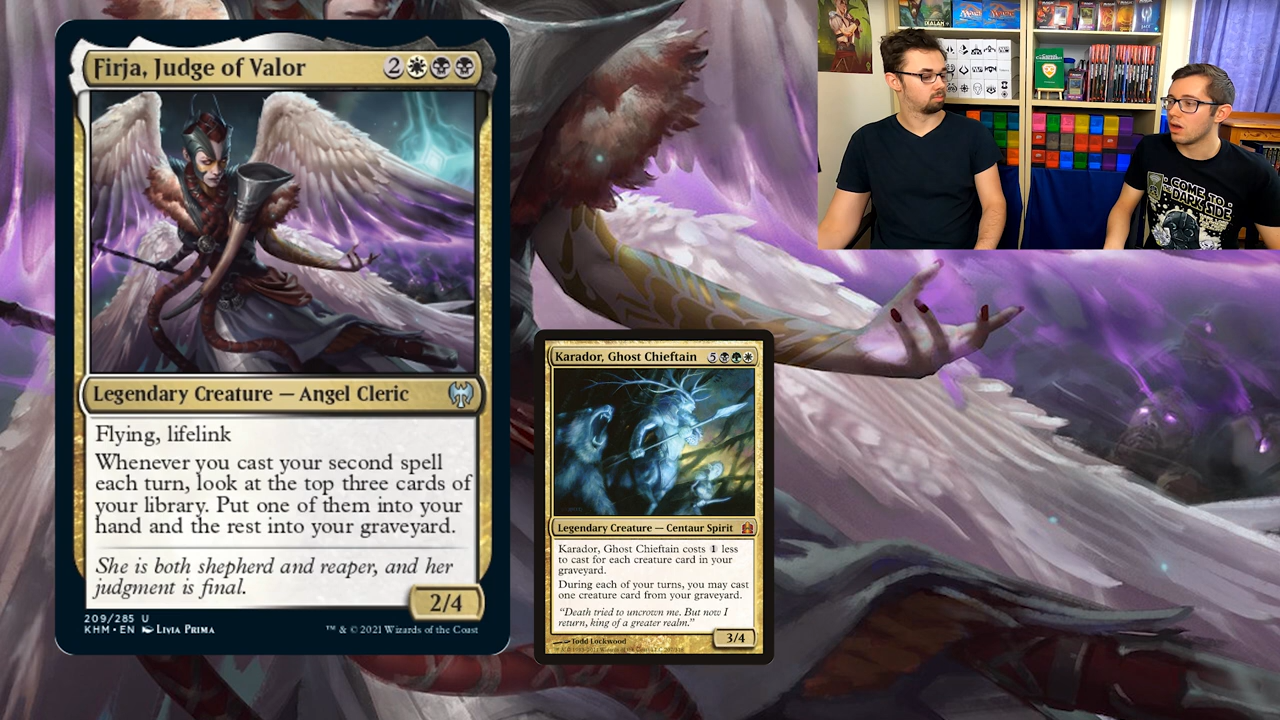 Firja, Judge of Valor 2
Legendary Creature — Angel Cleric
Flying, lifelink
Whenever you cast your second spell
each turn, look at the top three cards of
your library. Put one of them into your
hand and the rest into your graveyard.
She is both shepherd and reaper, and her
judgment is final.
2/4
209/285 U
KHM • EN LIVIA PRIMA
™ & © 2021 Wizards of the Coast
Karador, Ghost Chieftain 5
Legendary Creature — Centaur Spirit
Karador, Ghost Chieftain costs 1 less
to cast for each creature card in your
graveyard.
During each of your turns, you may cast
one creature card from your graveyard.
“Death tried to uncrown me. But now I
return, king of a greater realm.”
Todd Lockwood
3/4
IXALAN
COME TO
THE
DARK SIDE